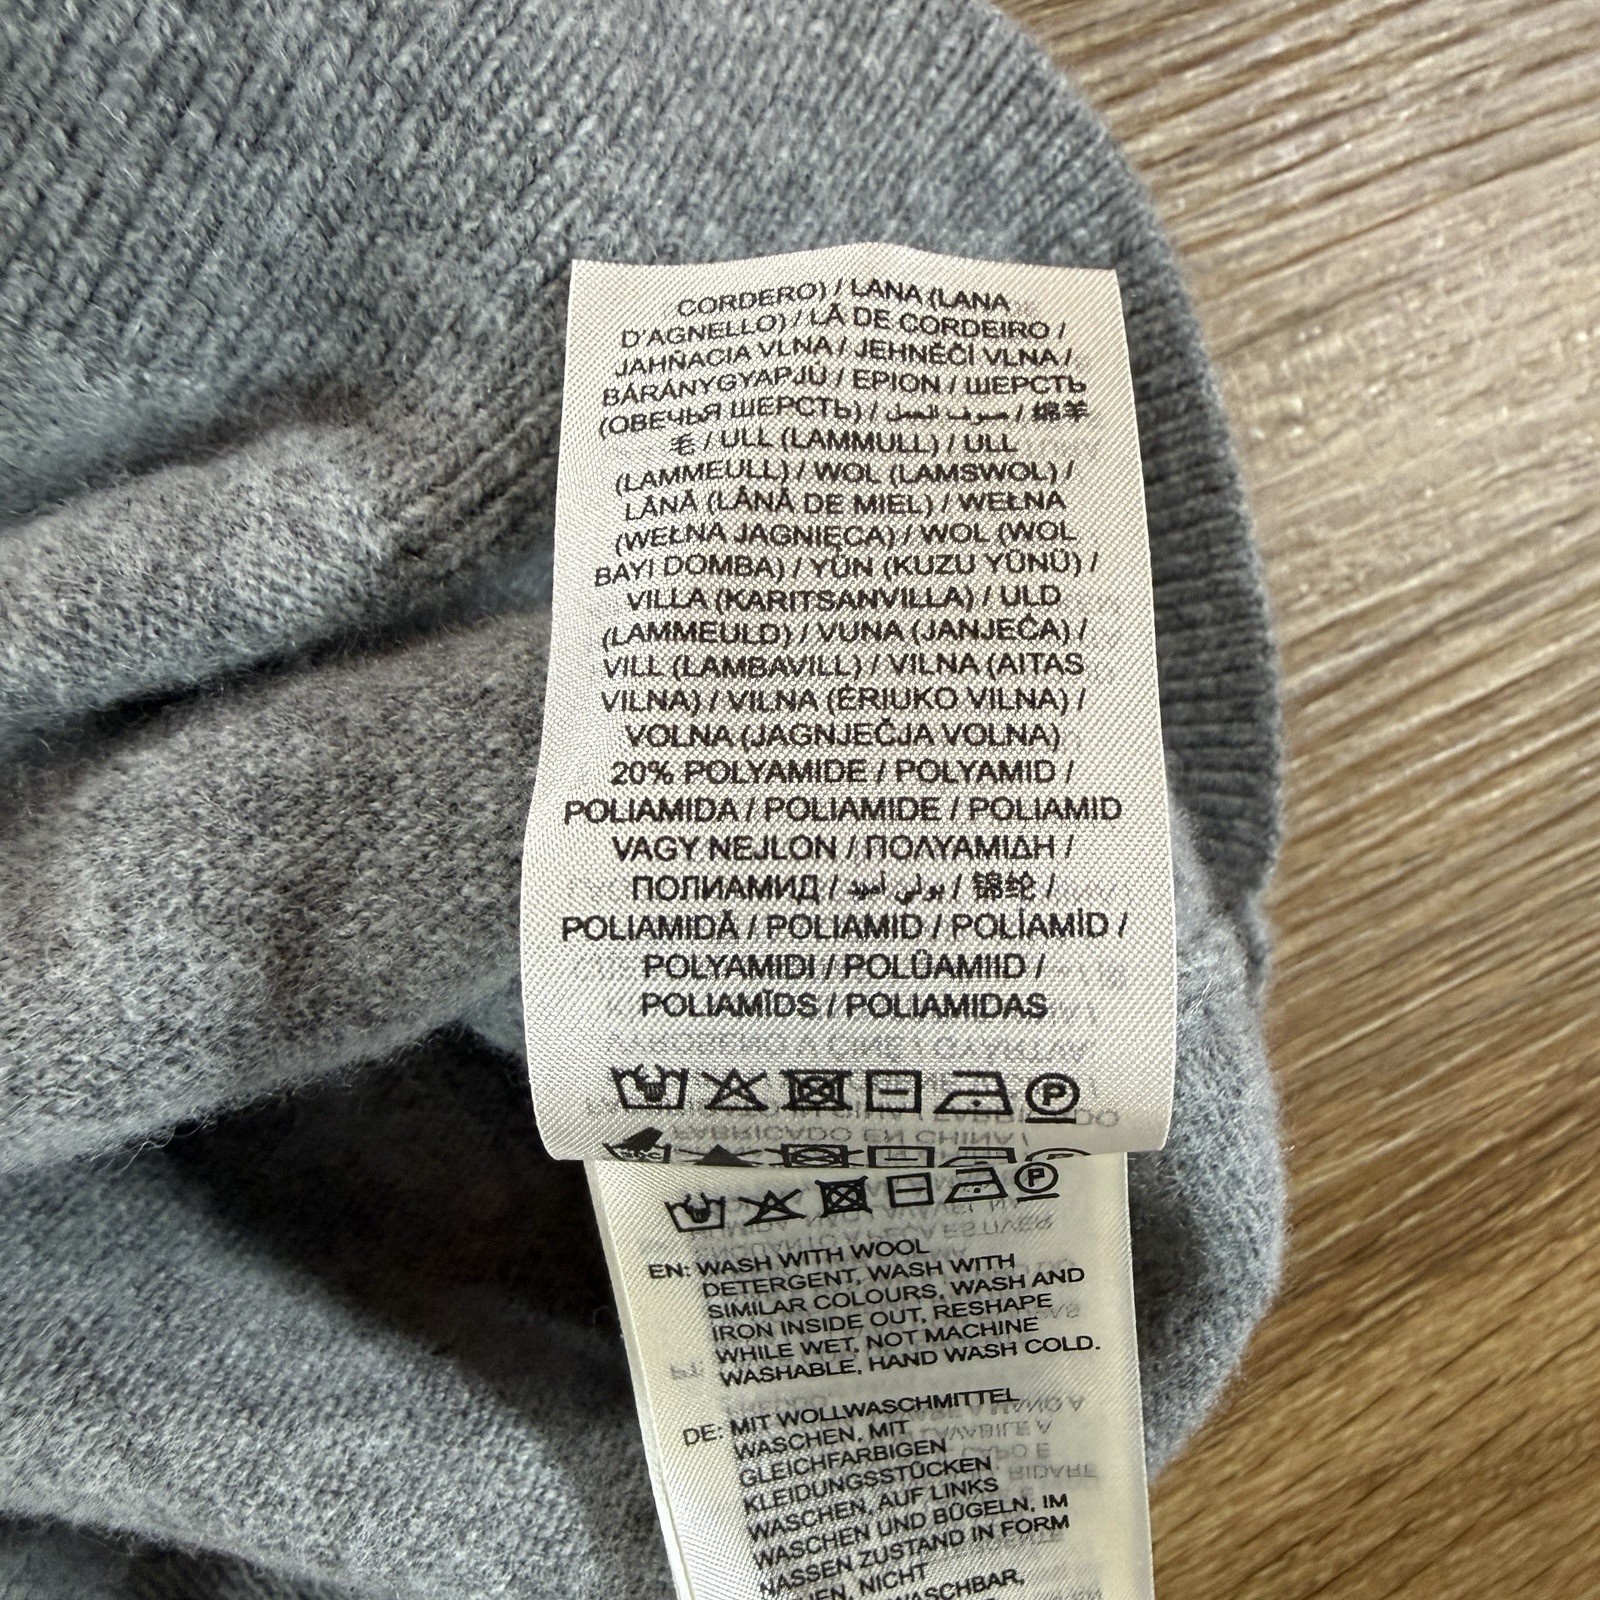 CORDERO) / LANA (LANA
D'AGNELLO) / LÃ DE CORDEIRO /
JAHŇACIA VLNA / JEHNĚČÍ VLNA /
BÁRÁNYGYAPJÚ / EPION / ШЕРСТЬ
(ОВЕЧЬЯ ШЕРСТЬ) / صوف الحمل / 绵羊
毛 / ULL (LAMMULL) / ULL
(LAMMEULL) / WOL (LAMSWOL) /
LÂNĂ (LÂNĂ DE MIEL) / WEŁNA
(WEŁNA JAGNIĘCA) / WOL (WOL
BAYI DOMBA) / YÜN (KUZU YÜNÜ) /
VILLA (KARITSANVILLA) / ULD
(LAMMEULD) / VUNA (JANJEĆA) /
VILL (LAMBAVILL) / VILNA (AITAS
VILNA) / VILNA (ĖRIUKO VILNA) /
VOLNA (JAGNJEČJA VOLNA)
20% POLYAMIDE / POLYAMID /
POLIAMIDA / POLIAMIDE / POLIAMID
VAGY NEJLON / ΠΟΛΥΑΜΙΔΗ /
ПОЛИАМИД / بولي أميد / 锦纶 /
POLIAMIDĂ / POLIAMID / POLİAMİD /
POLYAMIDI / POLÜAMIID /
POLIAMĪDS / POLIAMIDAS
P
P
EN: WASH WITH WOOL
DETERGENT, WASH WITH
SIMILAR COLOURS, WASH AND
IRON INSIDE OUT, RESHAPE
WHILE WET, NOT MACHINE
WASHABLE, HAND WASH COLD.
DE: MIT WOLLWASCHMITTEL
WASCHEN, MIT
GLEICHFARBIGEN
KLEIDUNGSSTÜCKEN
WASCHEN, AUF LINKS
WASCHEN UND BÜGELN, IM
NASSEN ZUSTAND IN FORM
NICHT